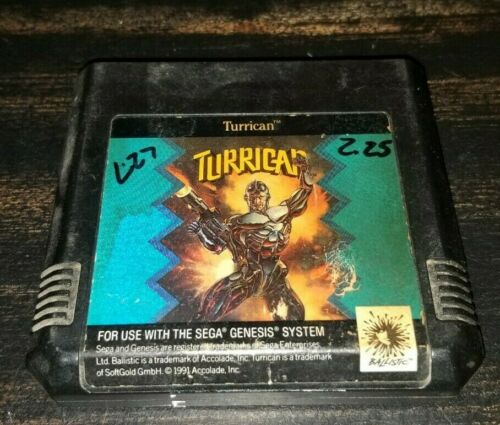 Turrican™
L27
2.25
TURRICAN
FOR USE WITH THE SEGA® GENESIS® SYSTEM
Sega and Genesis are registered trademarks of Sega Enterprises
Ltd. Ballistic is a trademark of Accolade, Inc. Turrican is a trademark
of SoftGold GmbH. © 1991 Accolade, Inc.
BALLISTIC